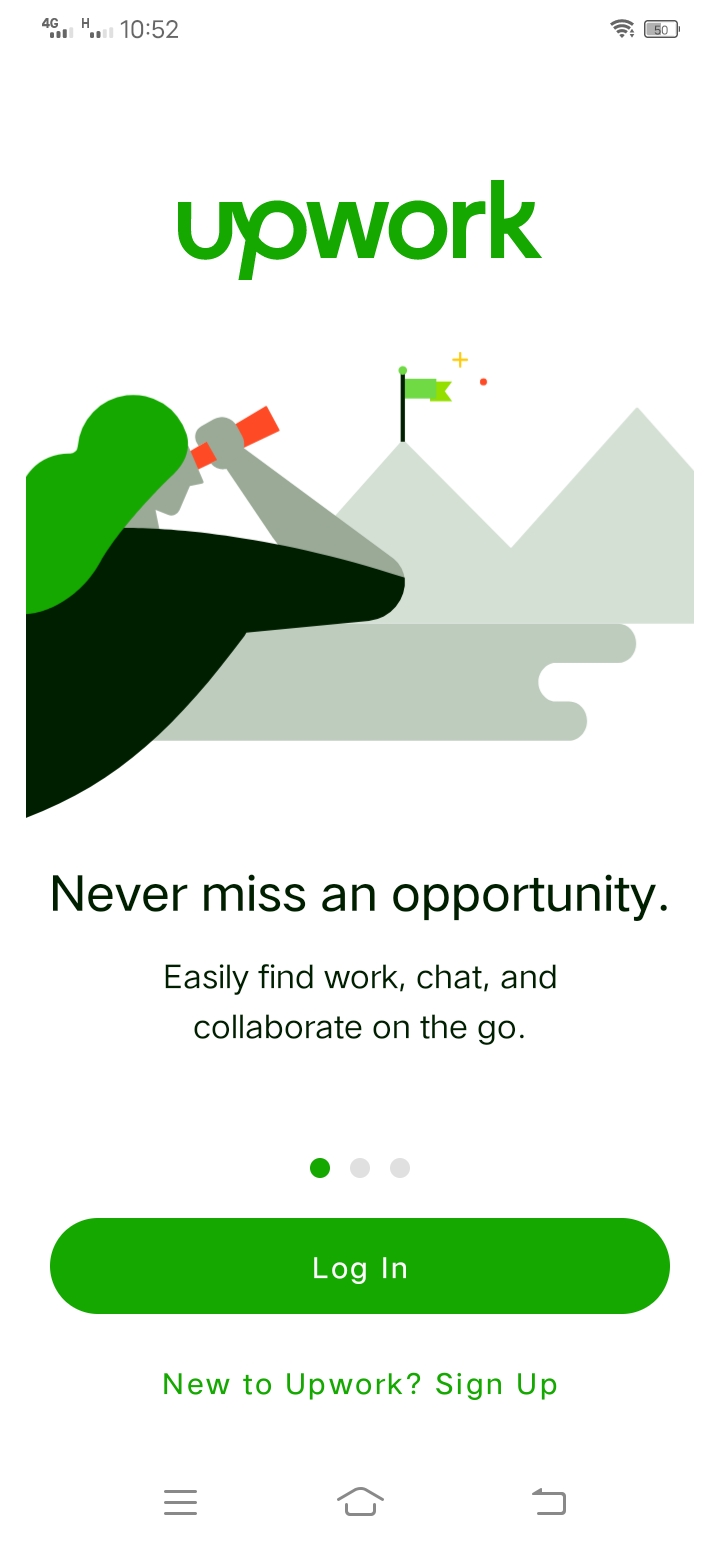 4G H 10:52 50
upwork
Never miss an opportunity.
Easily find work, chat, and
collaborate on the go.
Log In
New to Upwork? Sign Up